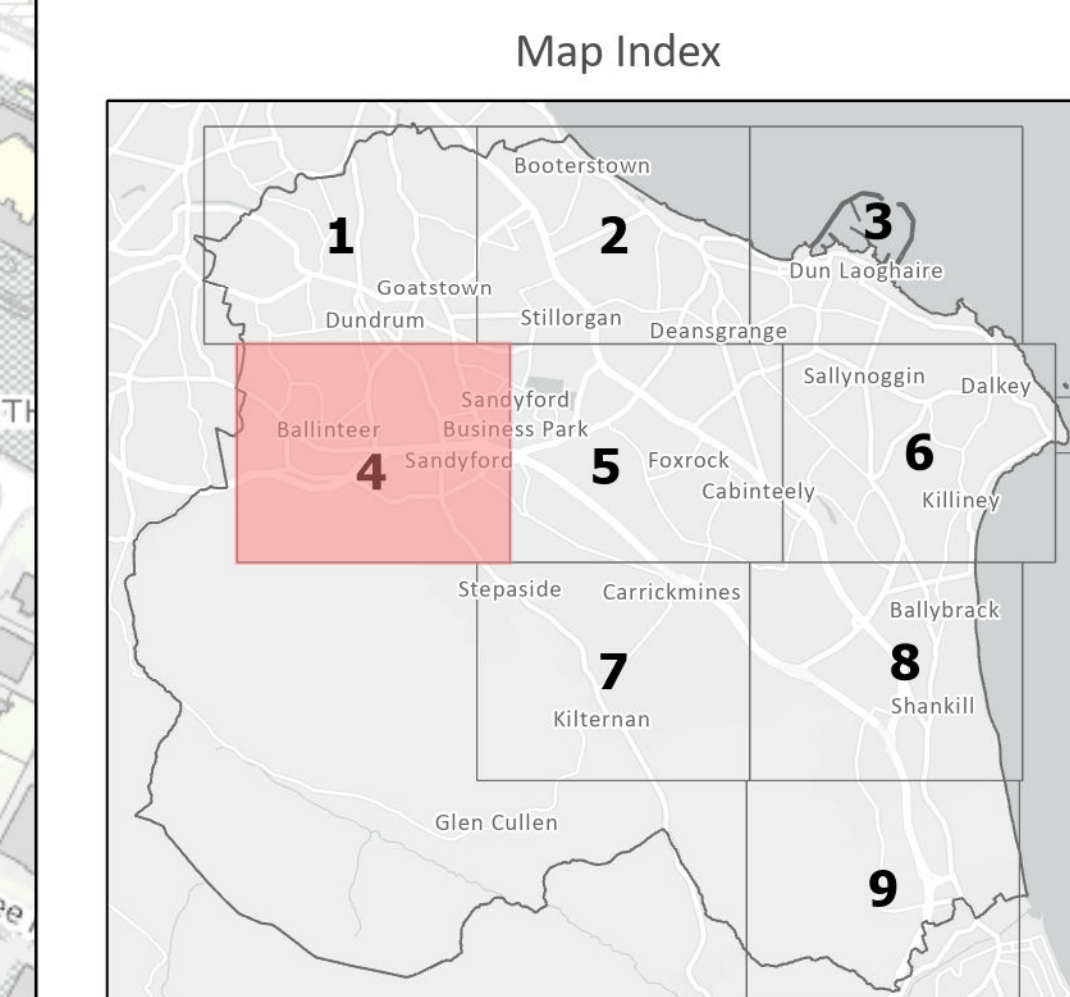 Map Index
Booterstown
1
2
3
Dun Laoghaire
Goatstown
Dundrum
Stillorgan
Deansgrange
Sallynoggin
Dalkey
Sandyford
Business Park
Ballinteer
Sandyford
4
5
Foxrock
6
Cabinteely
Killiney
Stepaside
Carrickmines
Ballybrack
7
8
Kilternan
Shankill
Glen Cullen
9